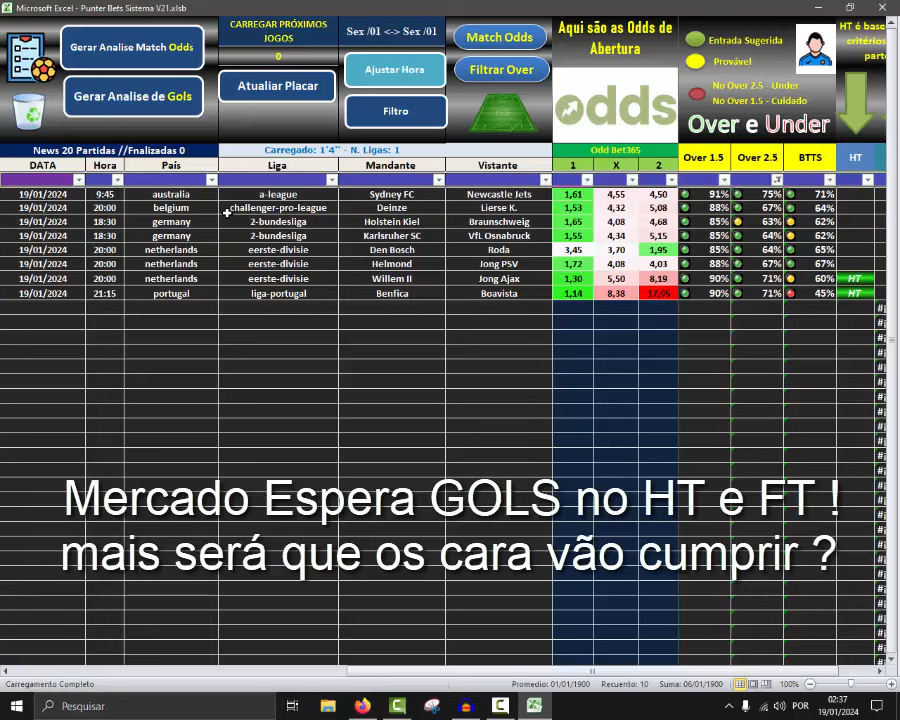 Microsoft Excel - Punter Bets Sistema V21.xlsb
Gerar Analise Match Odds
Gerar Analise de Gols
CARREGAR PRÓXIMOS
JOGOS
0
Atualiar Placar
Sex /01 <-> Sex /01
Ajustar Hora
Filtro
Match Odds
Filtrar Over
Aqui são as Odds de
Abertura
odds
Entrada Sugerida
Provável
No Over 2.5 - Under
No Over 1.5 - Cuidado
Over e Under
HT é base
critérios
parte
News 20 Partidas //Fnalizadas 0
Carregado: 1´4´´ - N. Ligas: 1
Odd Bet365
Over 1.5 Over 2.5 BTTS HT
DATA Hora País Liga Mandante Vistante 1 X 2
19/01/2024 9:45 australia a-league Sydney FC Newcastle Jets 1,61 4,55 4,50 91% 75% 71%
19/01/2024 20:00 belgium challenger-pro-league Deinze Lierse K. 1,53 4,32 5,08 88% 67% 64%
19/01/2024 18:30 germany 2-bundesliga Holstein Kiel Braunschweig 1,65 4,08 4,68 85% 63% 62%
19/01/2024 18:30 germany 2-bundesliga Karlsruher SC VfL Osnabruck 1,55 4,34 5,15 85% 64% 62%
19/01/2024 20:00 netherlands eerste-divisie Den Bosch Roda 3,45 3,70 1,95 85% 64% 65%
19/01/2024 20:00 netherlands eerste-divisie Helmond Jong PSV 1,72 4,08 4,03 88% 67% 67%
19/01/2024 20:00 netherlands eerste-divisie Willem II Jong Ajax 1,30 5,50 8,19 90% 71% 60% HT
19/01/2024 21:15 portugal liga-portugal Benfica Boavista 1,14 8,38 17,95 90% 71% 45% HT
Mercado Espera GOLS no HT e FT !
mais será que os cara vão cumprir ?
Carregamento Completo
Promedio: 01/01/1900 Recuento: 10 Suma: 06/01/1900 100%
Pesquisar
POR
02:37
19/01/2024